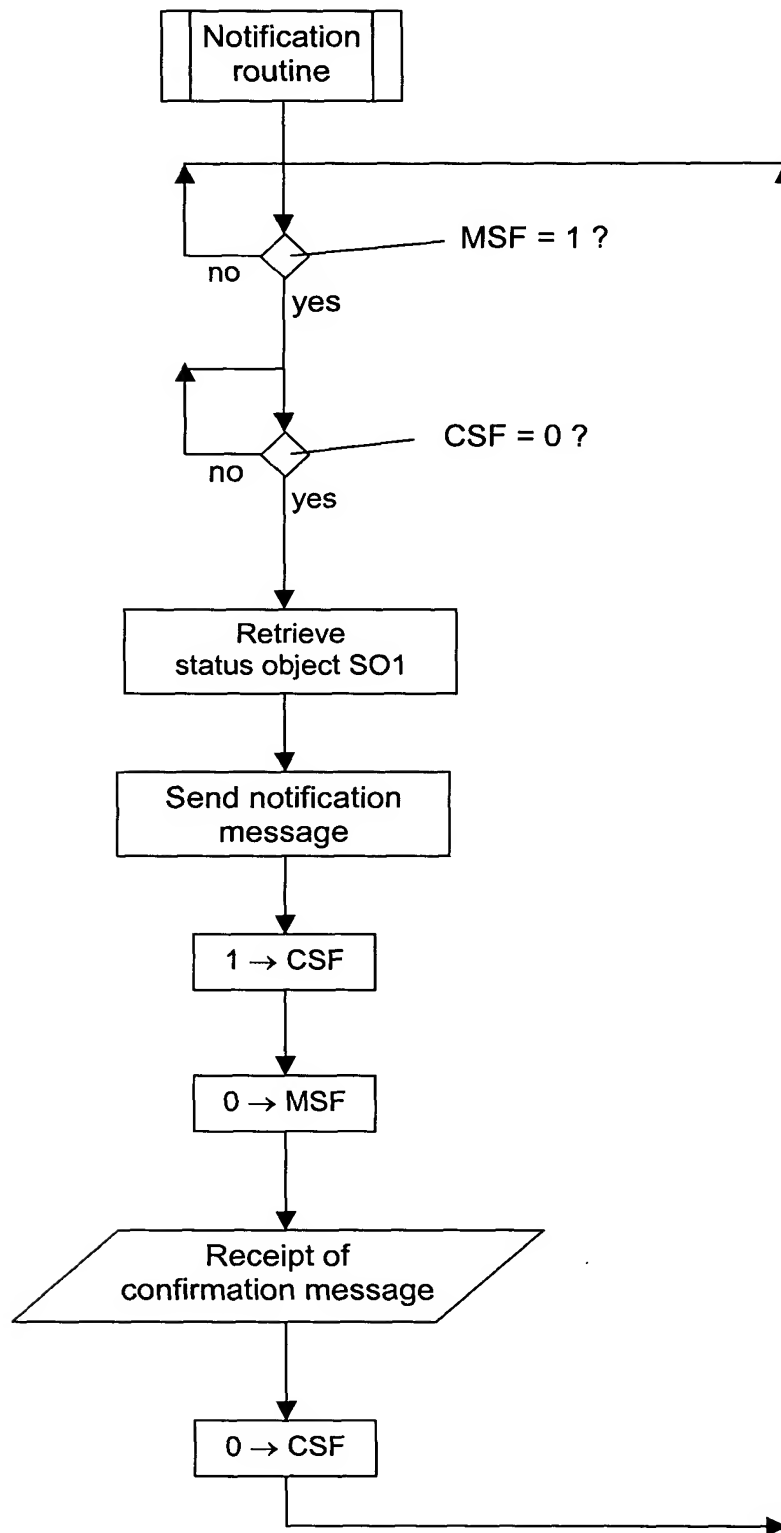 Notification
routine
MSF = 1 ?
no
yes
CSF = 0 ?
no
yes
Retrieve
status object SO1
Send notification
message
1 → CSF
0 → MSF
Receipt of
confirmation message
0 → CSF